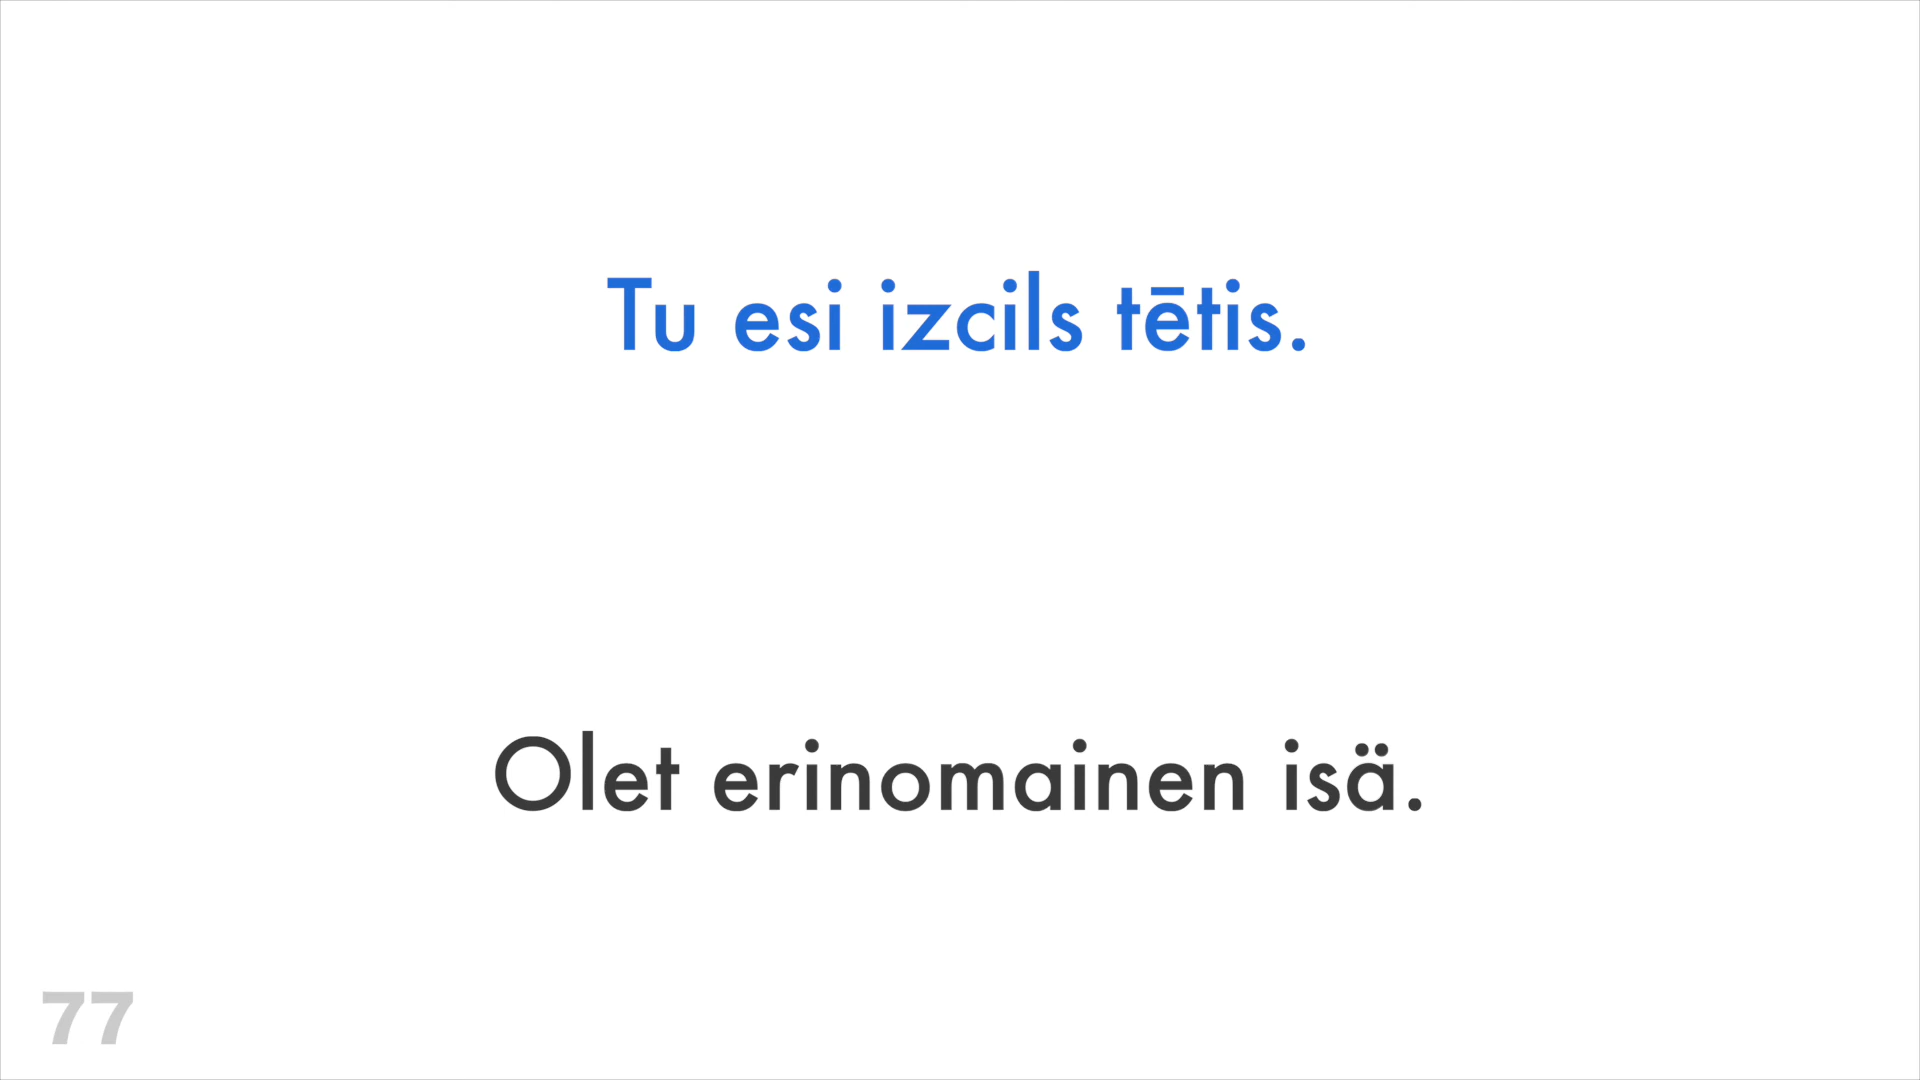 Tu esi izcils tētis.
Olet erinomainen isä.
77